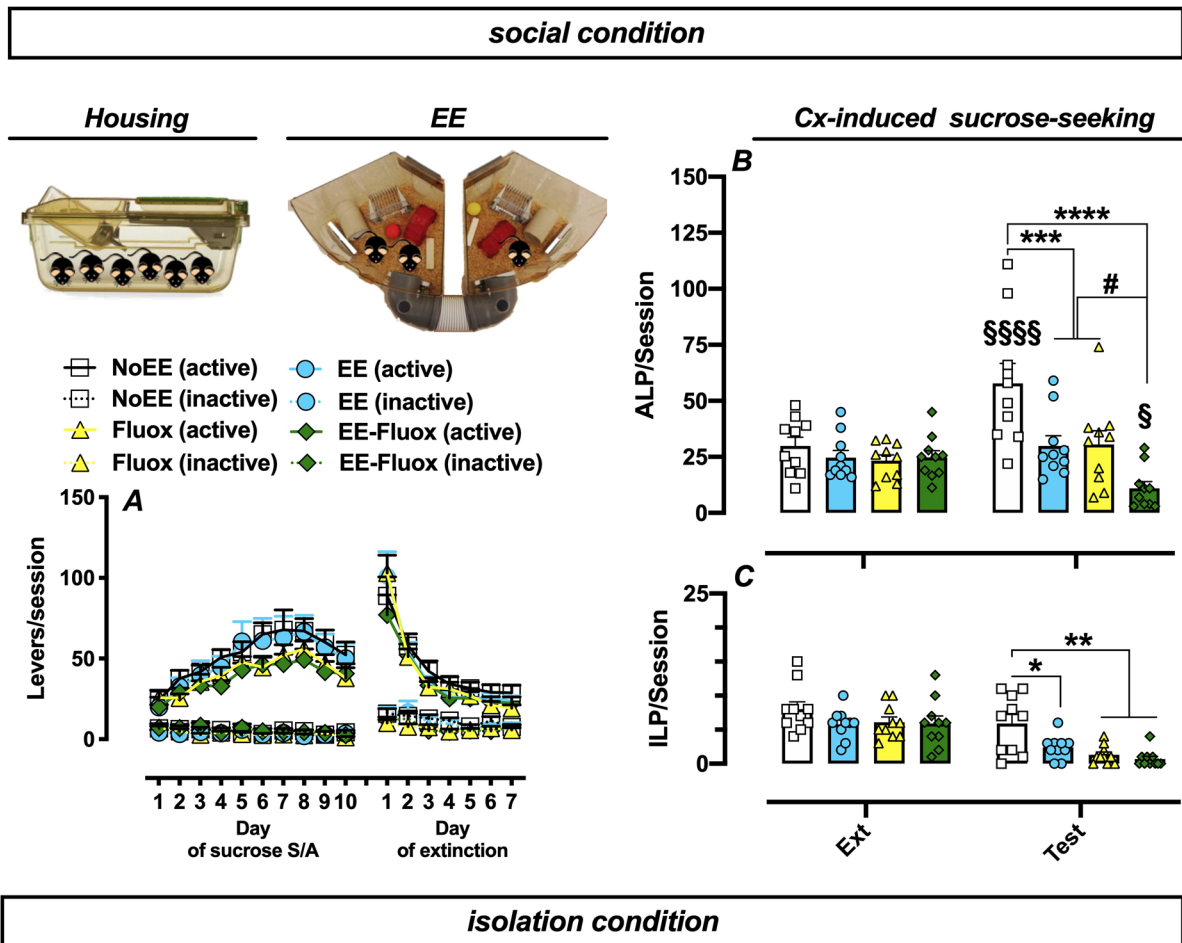 social condition
Housing
EE
Cx-induced sucrose-seeking
NoEE (active)
EE (active)
NoEE (inactive)
EE (inactive)
Fluox (active)
EE-Fluox (active)
Fluox (inactive)
EE-Fluox (inactive)
A
Levers/session
150
100
50
0
1 2 3 4 5 6 7 8 9 10
Day
of sucrose S/A
1 2 3 4 5 6 7
Day
of extinction
B
ALP/Session
150
125
100
75
50
25
0
****
***
#
§§§§
§
C
ILP/Session
25
0
**
*
Ext
Test
isolation condition